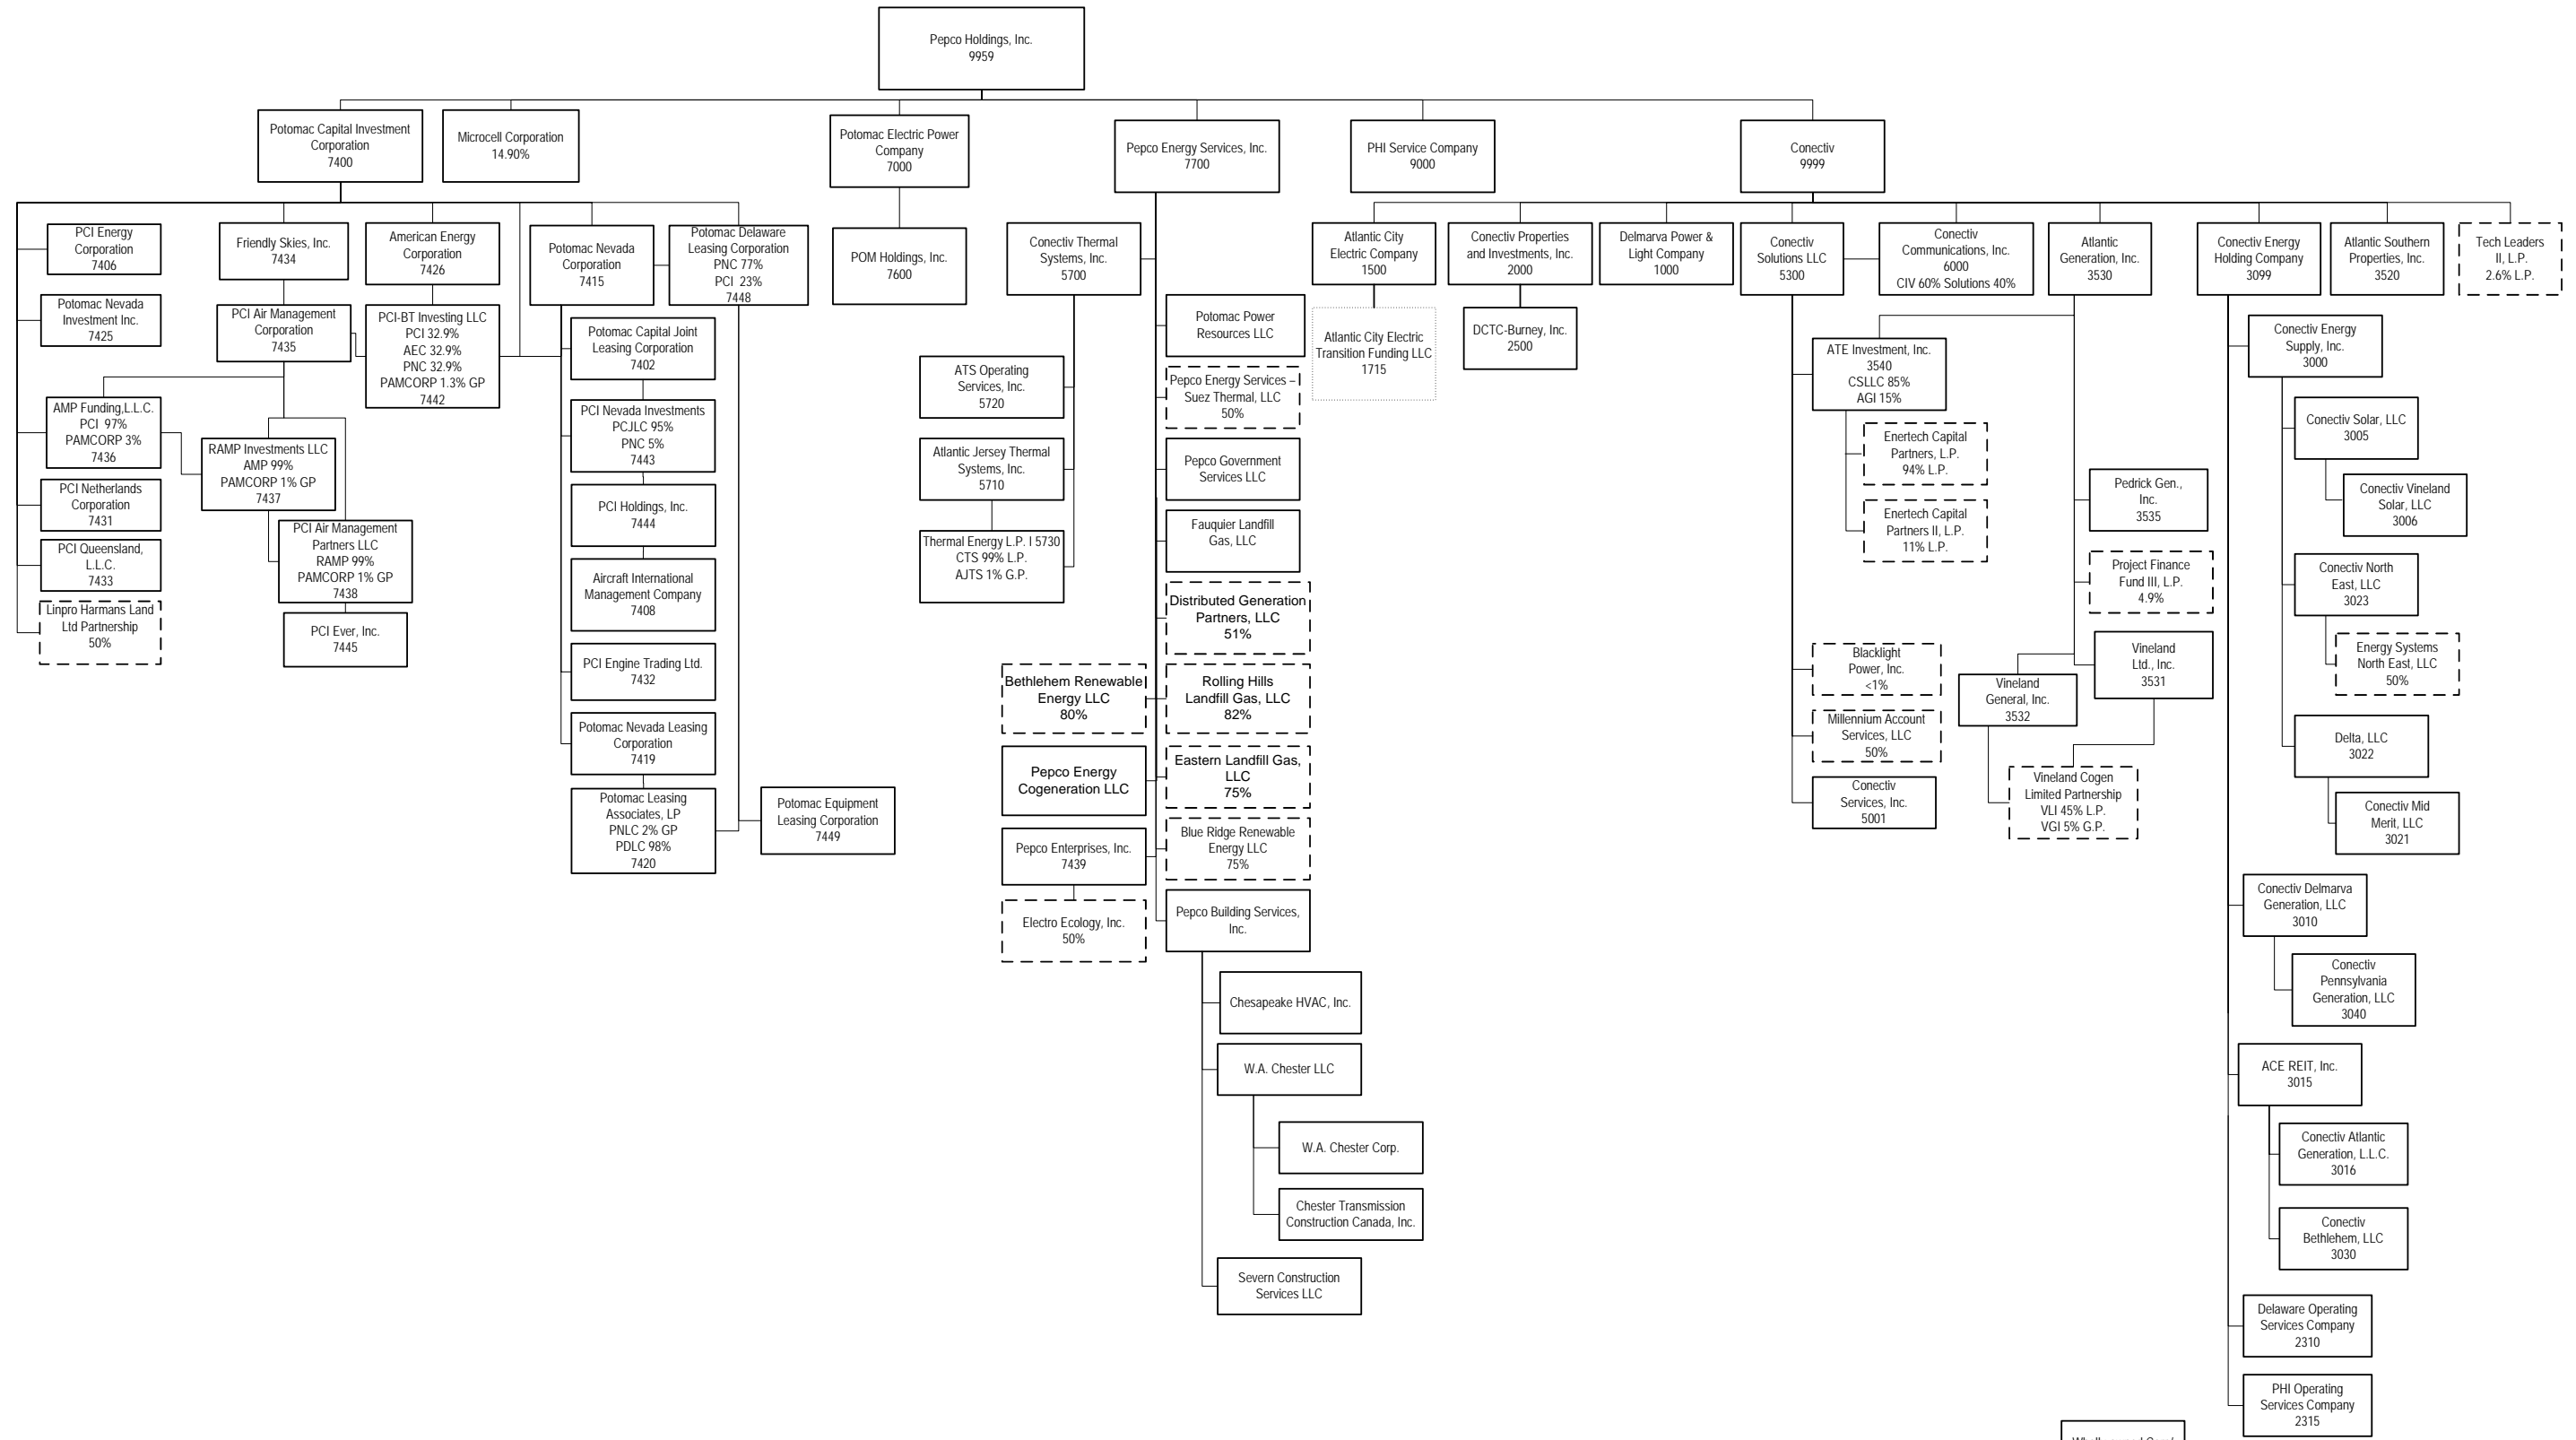 Pepco Holdings, Inc.
9959
Potomac Capital Investment
Corporation
7400
Microcell Corporation
14.90%
Potomac Electric Power
Company
7000
Pepco Energy Services, Inc.
7700
PHI Service Company
9000
Conectiv
9999
PCI Energy
Corporation
7406
Potomac Nevada
Investment Inc.
7425
AMP Funding,L.L.C.
PCI 97%
PAMCORP 3%
7436
PCI Netherlands
Corporation
7431
PCI Queensland,
L.L.C.
7433
Linpro Harmans Land
Ltd Partnership
50%
Friendly Skies, Inc.
7434
PCI Air Management
Corporation
7435
RAMP Investments LLC
AMP 99%
PAMCORP 1% GP
7437
PCI Air Management
Partners LLC
RAMP 99%
PAMCORP 1% GP
7438
PCI Ever, Inc.
7445
American Energy
Corporation
7426
PCI-BT Investing LLC
PCI 32.9%
AEC 32.9%
PNC 32.9%
PAMCORP 1.3% GP
7442
Potomac Nevada
Corporation
7415
Potomac Capital Joint
Leasing Corporation
7402
PCI Nevada Investments
PCJLC 95%
PNC 5%
7443
PCI Holdings, Inc.
7444
Aircraft International
Management Company
7408
PCI Engine Trading Ltd.
7432
Potomac Nevada Leasing
Corporation
7419
Potomac Leasing
Associates, LP
PNLC 2% GP
PDLC 98%
7420
Potomac Delaware
Leasing Corporation
PNC 77%
PCI 23%
7448
Potomac Equipment
Leasing Corporation
7449
POM Holdings, Inc.
7600
Conectiv Thermal
Systems, Inc.
5700
ATS Operating
Services, Inc.
5720
Atlantic Jersey Thermal
Systems, Inc.
5710
Thermal Energy L.P. I 5730
CTS 99% L.P.
AJTS 1% G.P.
Potomac Power
Resources LLC
Pepco Energy Services –
Suez Thermal, LLC
50%
Pepco Government
Services LLC
Fauquier Landfill
Gas, LLC
Distributed Generation
Partners, LLC
51%
Bethlehem Renewable
Energy LLC
80%
Rolling Hills
Landfill Gas, LLC
82%
Pepco Energy
Cogeneration LLC
Eastern Landfill Gas,
LLC
75%
Pepco Enterprises, Inc.
7439
Blue Ridge Renewable
Energy LLC
75%
Electro Ecology, Inc.
50%
Pepco Building Services,
Inc.
Chesapeake HVAC, Inc.
W.A. Chester LLC
W.A. Chester Corp.
Chester Transmission
Construction Canada, Inc.
Severn Construction
Services LLC
Atlantic City
Electric Company
1500
Atlantic City Electric
Transition Funding LLC
1715
Conectiv Properties
and Investments, Inc.
2000
DCTC-Burney, Inc.
2500
Delmarva Power &
Light Company
1000
Conectiv
Solutions LLC
5300
ATE Investment, Inc.
3540
CSLLC 85%
AGI 15%
Enertech Capital
Partners, L.P.
94% L.P.
Enertech Capital
Partners II, L.P.
11% L.P.
Blacklight
Power, Inc.
<1%
Millennium Account
Services, LLC
50%
Conectiv
Services, Inc.
5001
Conectiv
Communications, Inc.
6000
CIV 60% Solutions 40%
Atlantic
Generation, Inc.
3530
Pedrick Gen.,
Inc.
3535
Project Finance
Fund III, L.P.
4.9%
Vineland
Ltd., Inc.
3531
Vineland
General, Inc.
3532
Vineland Cogen
Limited Partnership
VLI 45% L.P.
VGI 5% G.P.
Conectiv Energy
Holding Company
3099
Conectiv Energy
Supply, Inc.
3000
Conectiv Solar, LLC
3005
Conectiv Vineland
Solar, LLC
3006
Conectiv North
East, LLC
3023
Energy Systems
North East, LLC
50%
Delta, LLC
3022
Conectiv Mid
Merit, LLC
3021
Conectiv Delmarva
Generation, LLC
3010
Conectiv
Pennsylvania
Generation, LLC
3040
ACE REIT, Inc.
3015
Conectiv Atlantic
Generation, L.L.C.
3016
Conectiv
Bethlehem, LLC
3030
Delaware Operating
Services Company
2310
PHI Operating
Services Company
2315
Atlantic Southern
Properties, Inc.
3520
Tech Leaders
II, L.P.
2.6% L.P.